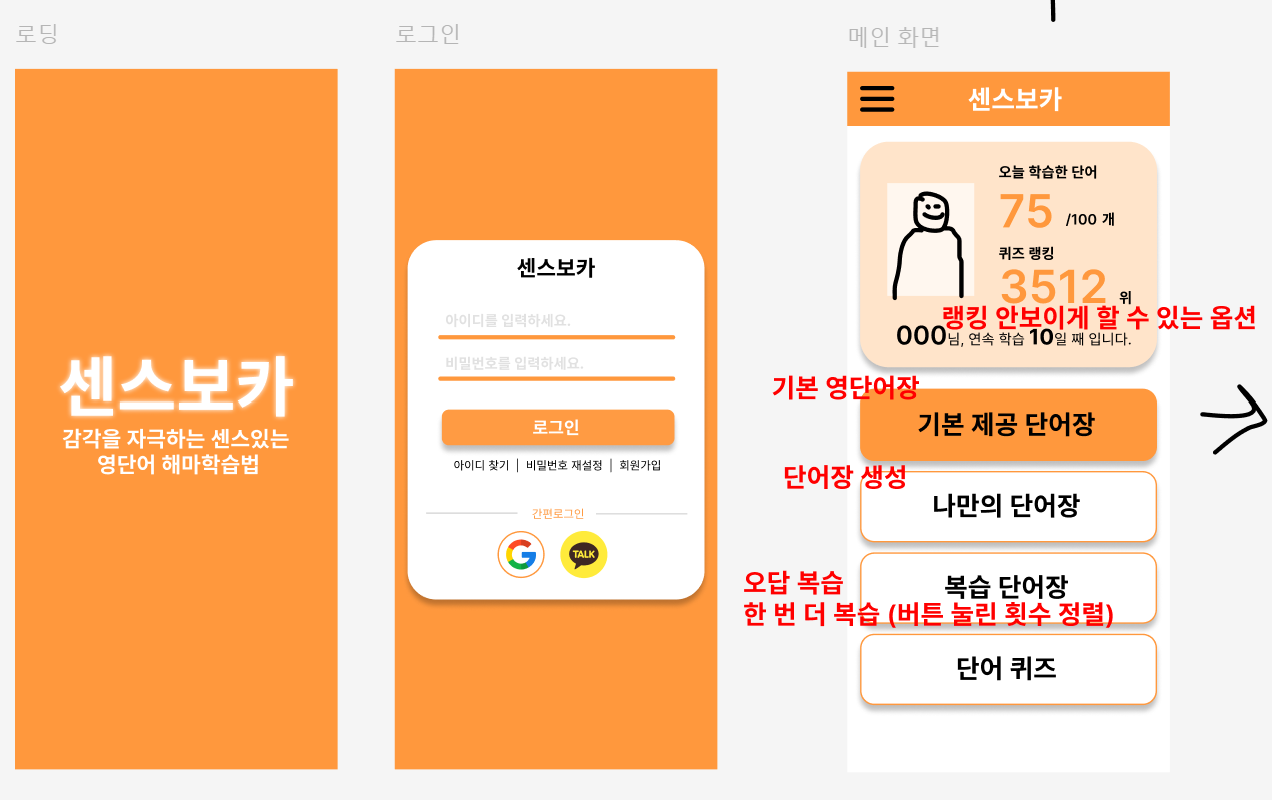 로딩
센스보카
감각을 자극하는 센스있는
영단어 해마학습법
로그인
센스보카
아이디를 입력하세요.
비밀번호를 입력하세요.
로그인
아이디 찾기 | 비밀번호 재설정 | 회원가입
간편로그인
G
TALK
메인 화면
센스보카
오늘 학습한 단어
75 /100 개
퀴즈 랭킹
3512 위
랭킹 안보이게 할 수 있는 옵션
000님, 연속 학습 10일 째 입니다.
기본 영단어장
기본 제공 단어장
단어장 생성
나만의 단어장
오답 복습
복습 단어장
한 번 더 복습 (버튼 눌린 횟수 정렬)
단어 퀴즈